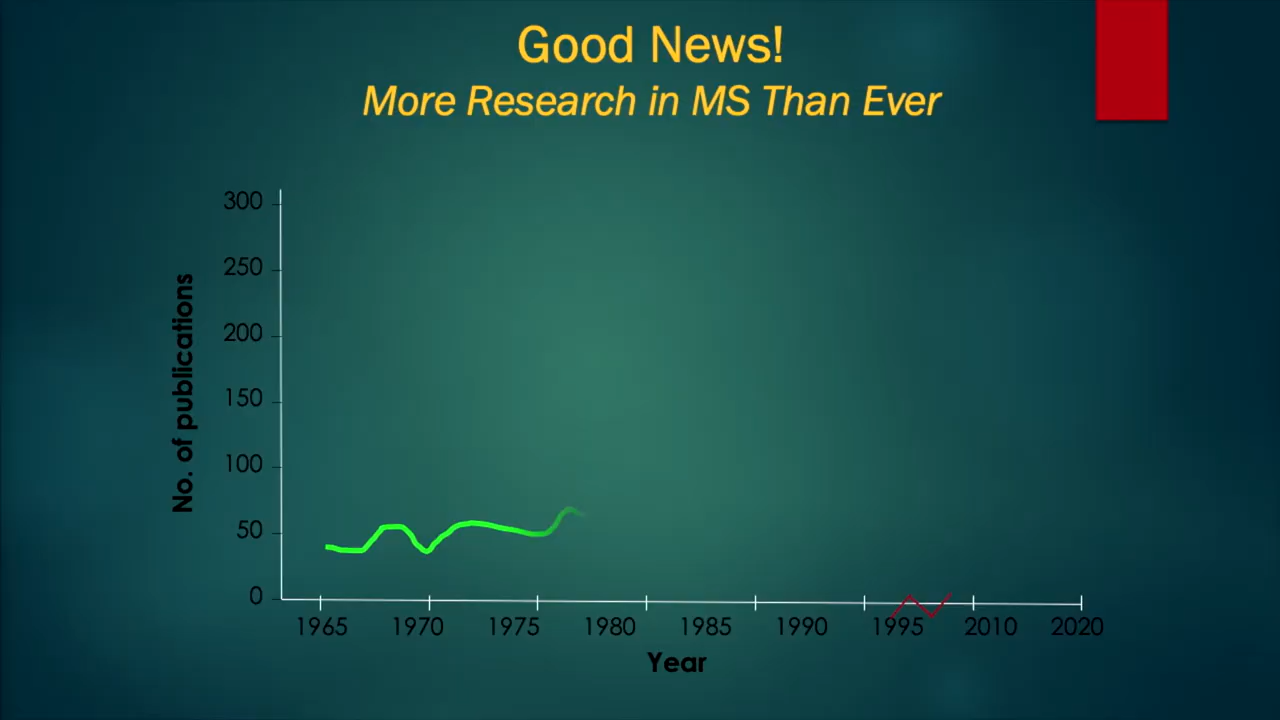 Good News!
More Research in MS Than Ever
300
250
200
150
100
50
0
No. of publications
1965 1970 1975 1980 1985 1990 1995 2010 2020
Year